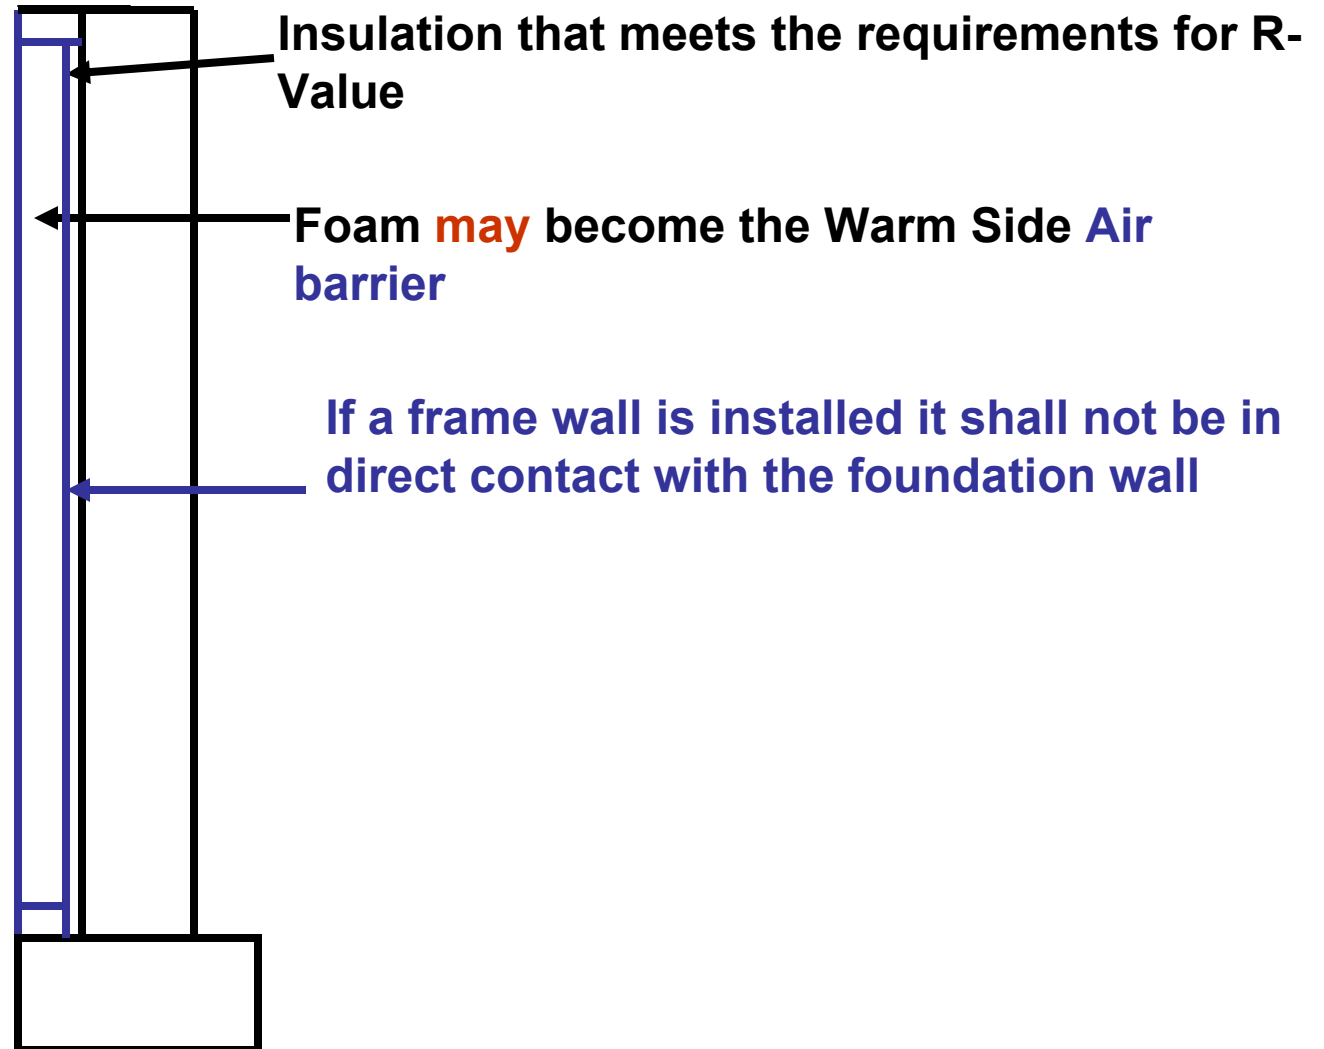 Insulation that meets the requirements for R-
Value
Foam may become the Warm Side Air
barrier
If a frame wall is installed it shall not be in
direct contact with the foundation wall